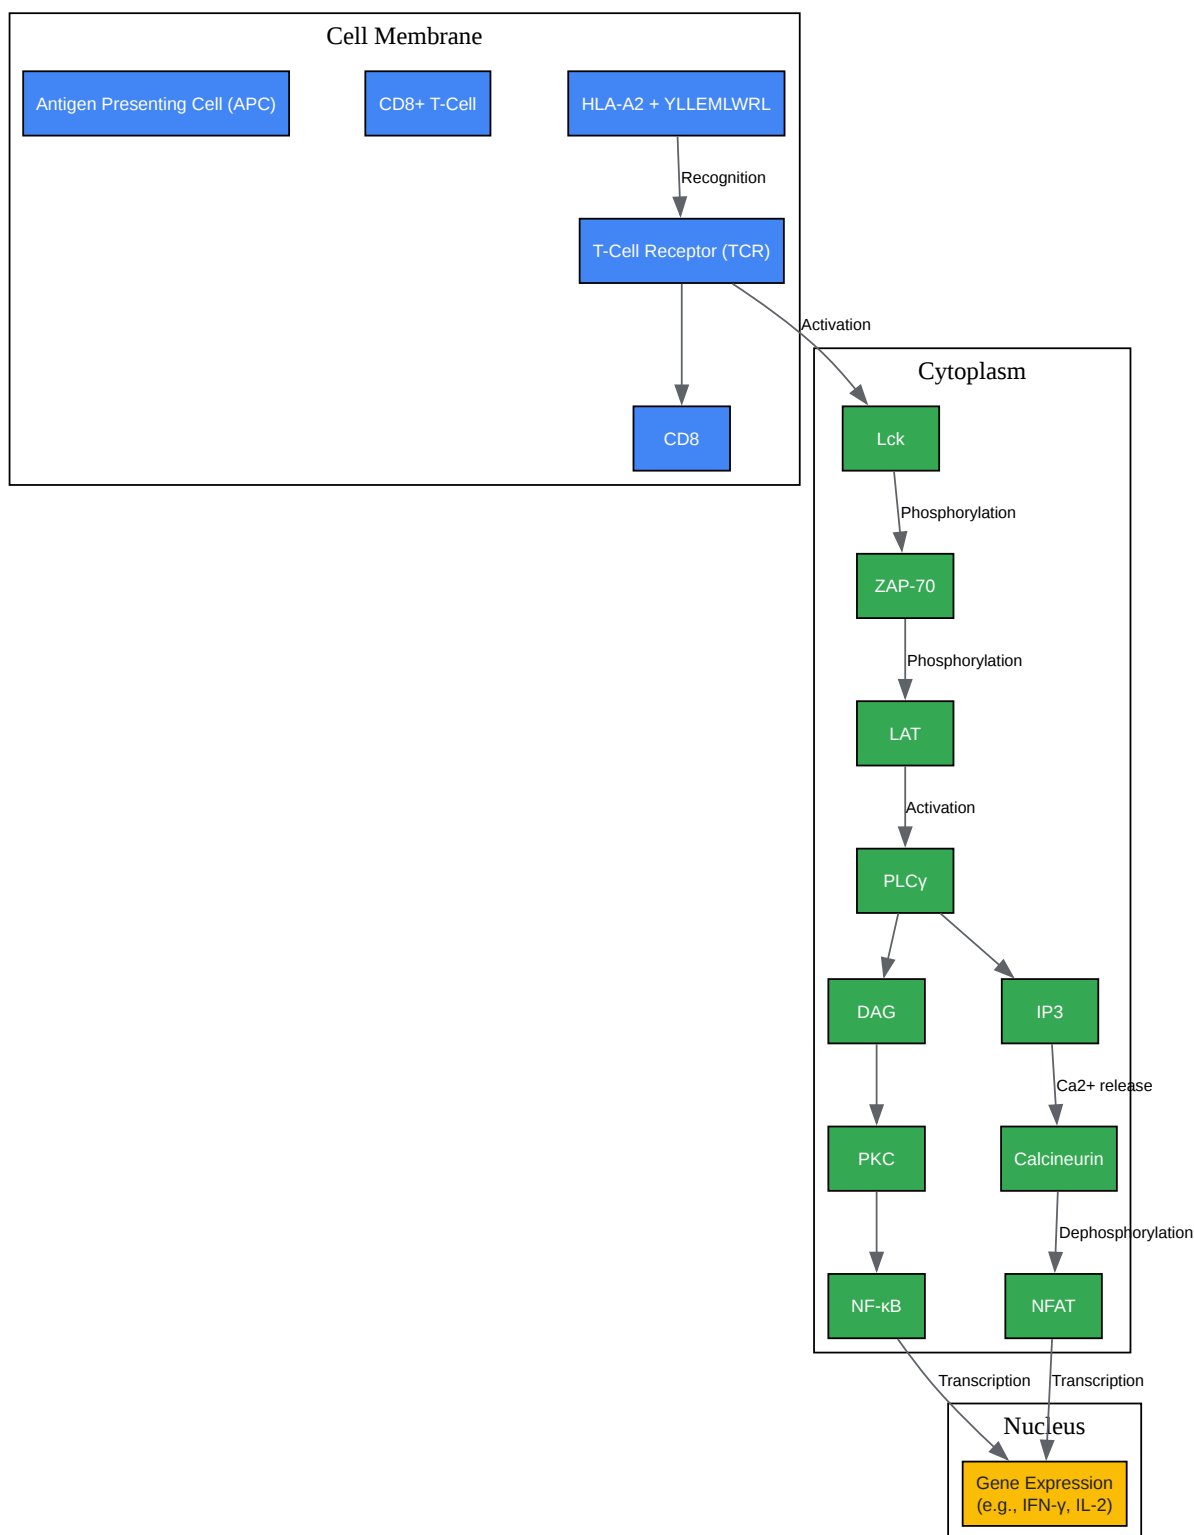 Cell Membrane
Antigen Presenting Cell (APC)
CD8+ T-Cell
HLA-A2 + YLLEMLWRL
Recognition
T-Cell Receptor (TCR)
Activation
CD8
Cytoplasm
Lck
Phosphorylation
ZAP-70
Phosphorylation
LAT
Activation
PLCγ
DAG
IP3
Ca2+ release
PKC
Calcineurin
Dephosphorylation
NF-κB
NFAT
Transcription
Transcription
Nucleus
Gene Expression
(e.g., IFN-γ, IL-2)